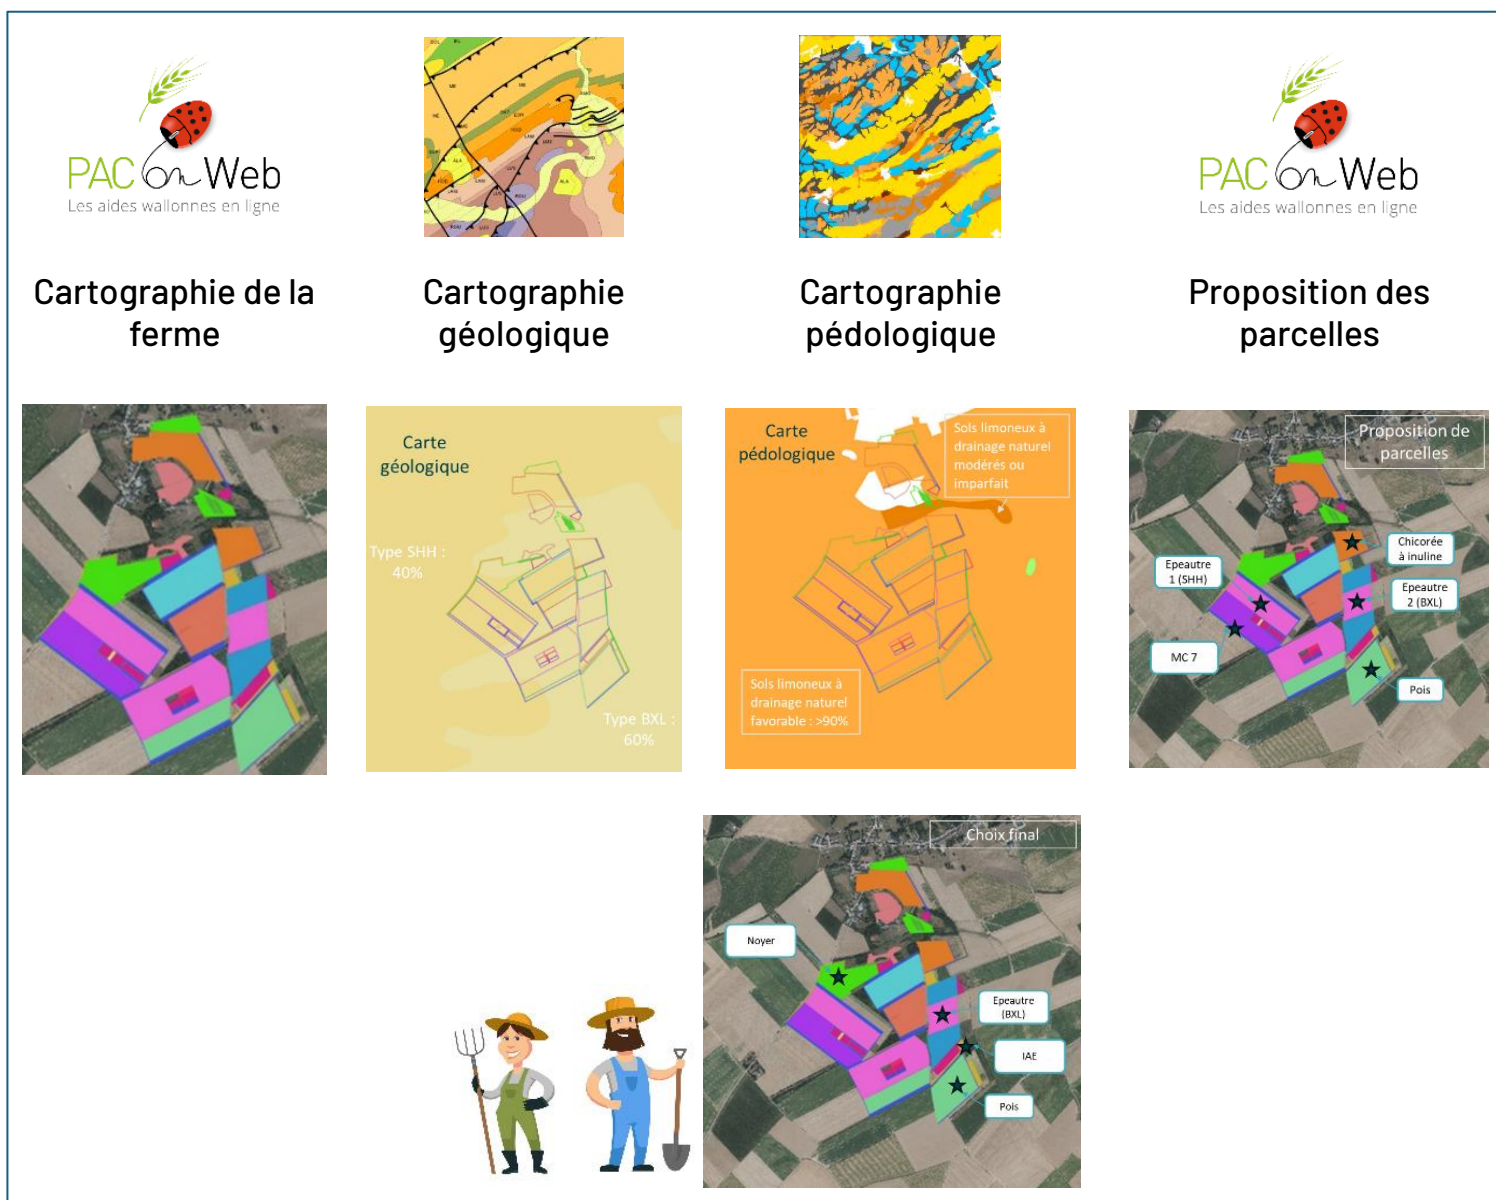 PAC on Web
Les aides wallonnes en ligne
PAC on Web
Les aides wallonnes en ligne
Cartographie de la
ferme
Cartographie
géologique
Cartographie
pédologique
Proposition des
parcelles
Carte
géologique
Type SHH :
40%
Type BXL :
60%
Carte
pédologique
Sols limoneux à
drainage naturel
modérés ou
imparfait
Sols limoneux à
drainage naturel
favorable : >90%
Proposition de
parcelles
Chicorée
à inuline
Epeautre
1 (SHH)
Epeautre
2 (BXL)
MC 7
Pois
Choix final
Noyer
Epeautre
(BXL)
IAE
Pois